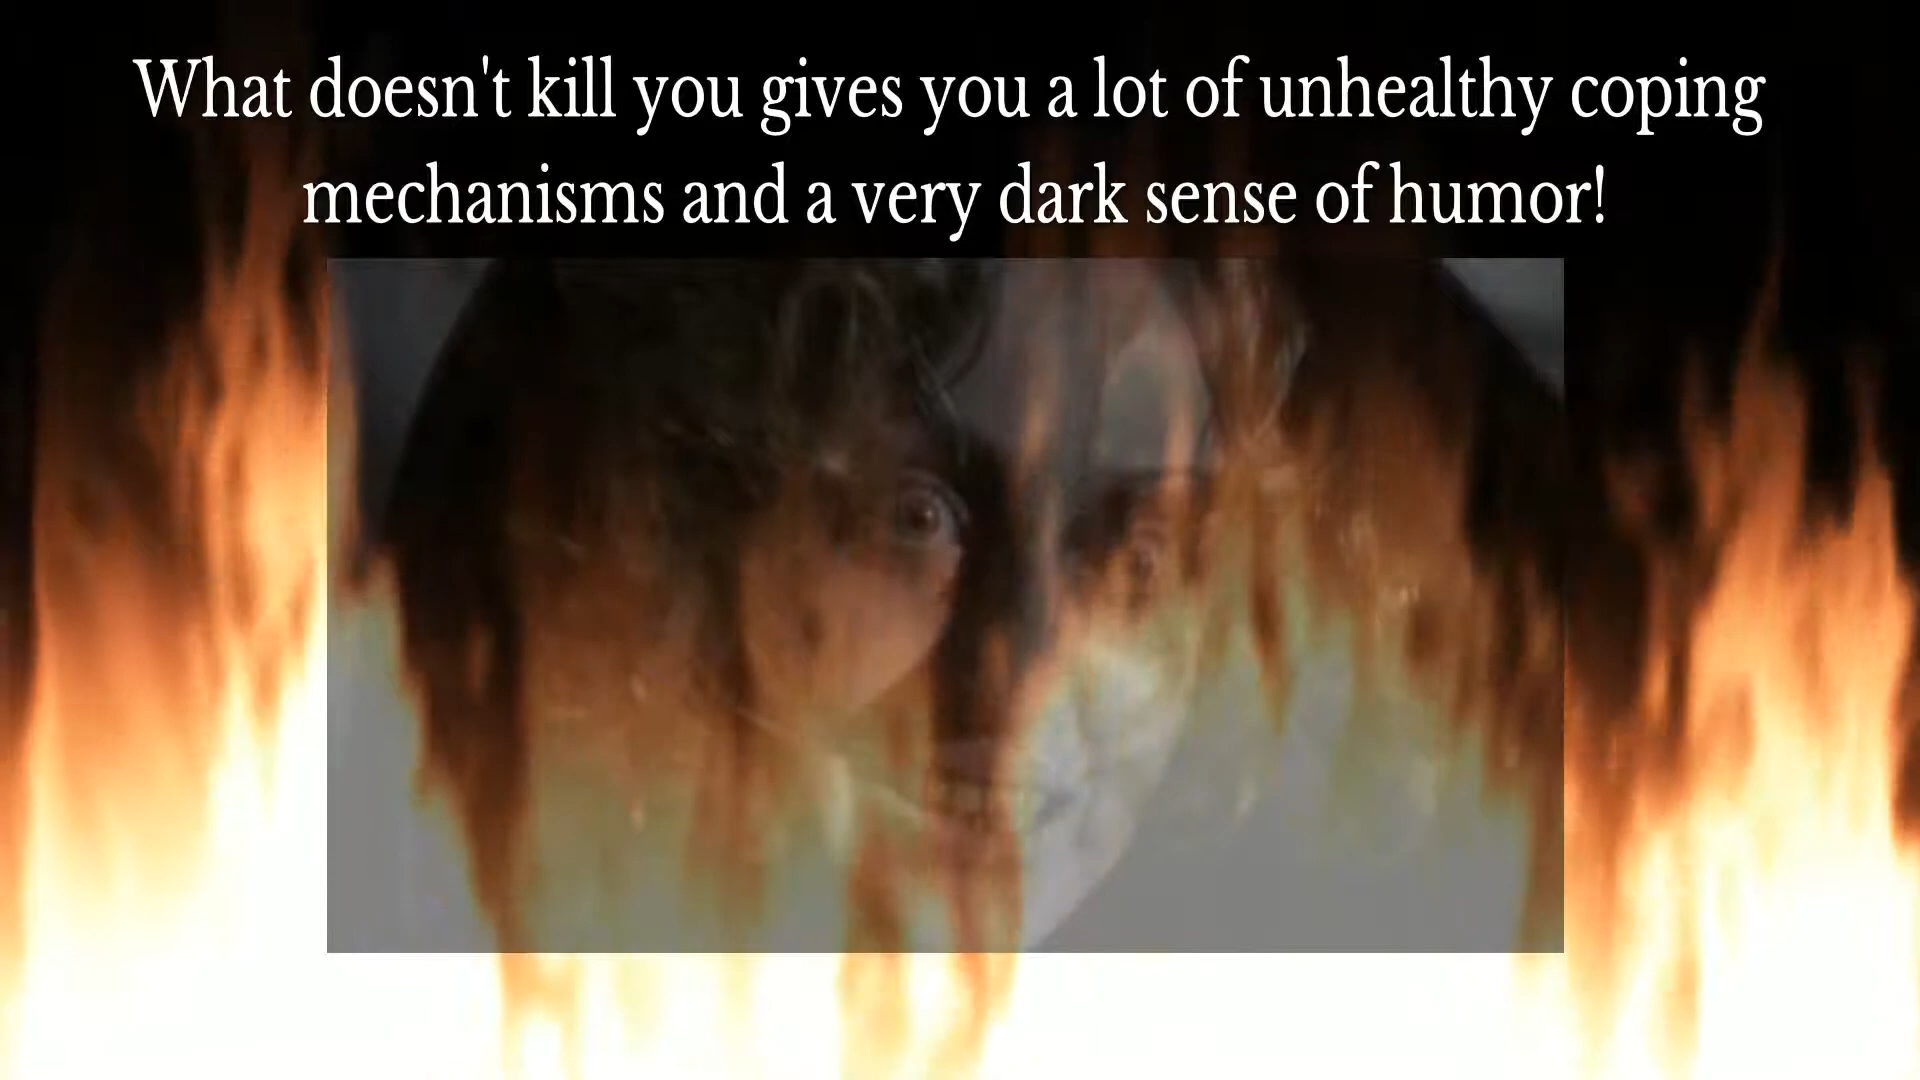 What doesn't kill you gives you a lot of unhealthy coping
mechanisms and a very dark sense of humor!